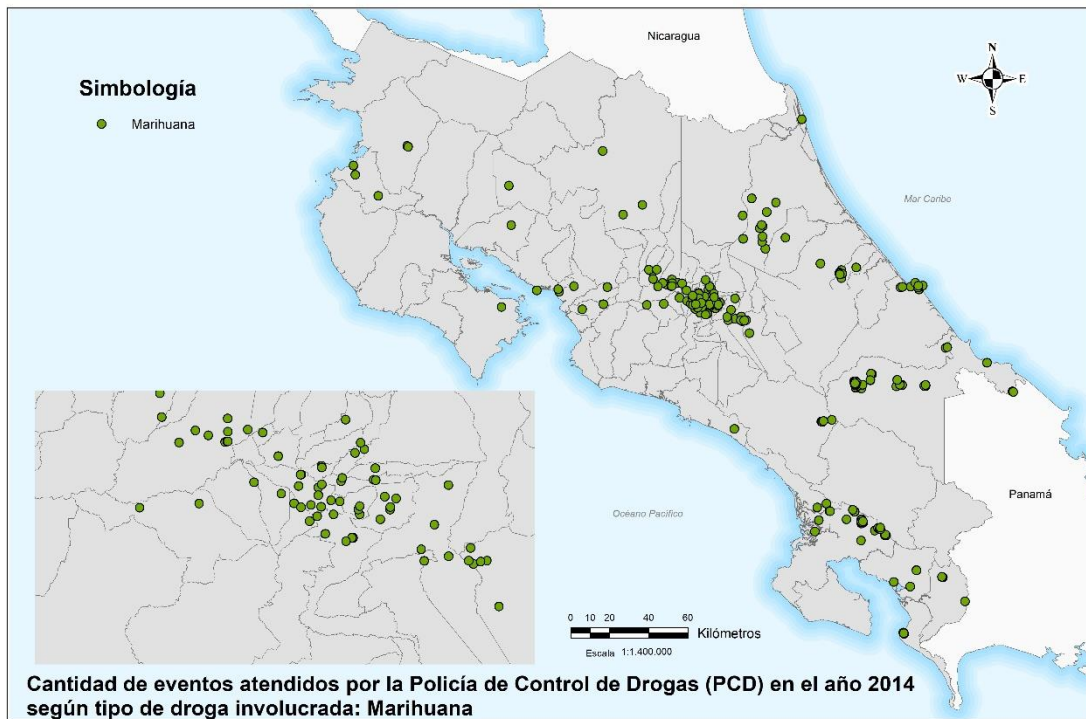 Nicaragua
N
W E
S
Simbología
Marihuana
Mar Caribo
Panamá
Océano Pacifico
0 10 20 40 60
Kilómetros
Escala 1:1.400.000
Cantidad de eventos atendidos por la Policía de Control de Drogas (PCD) en el año 2014
según tipo de droga involucrada: Marihuana